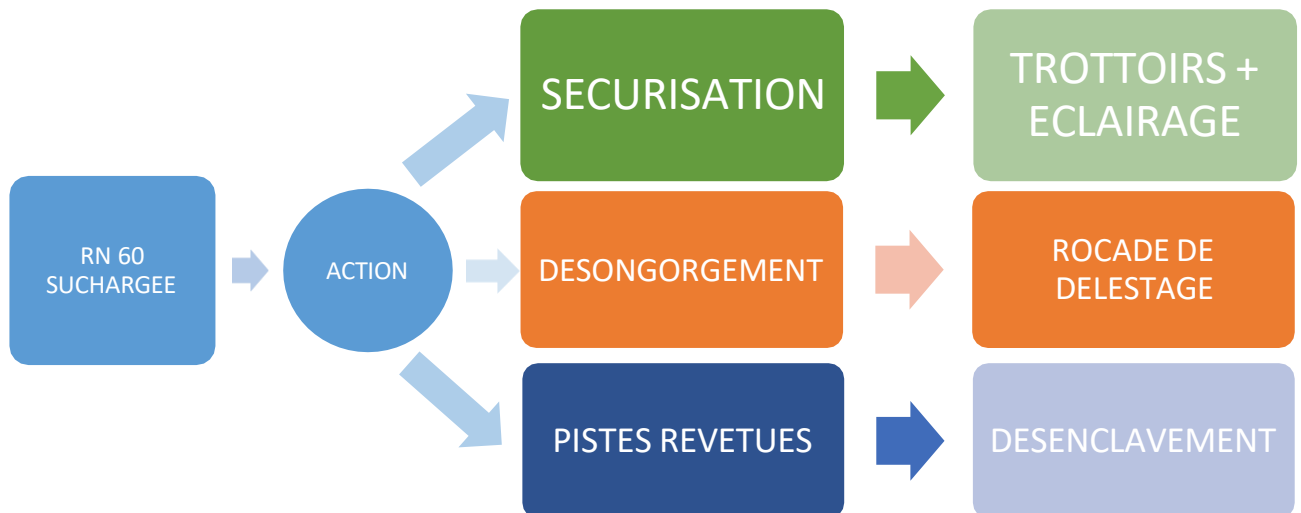 RN 60
SUCHARGEE
ACTION
SECURISATION
TROTTOIRS +
ECLAIRAGE
DESONGORGEMENT
ROCADE DE
DELESTAGE
PISTES REVETUES
DESENCLAVEMENT